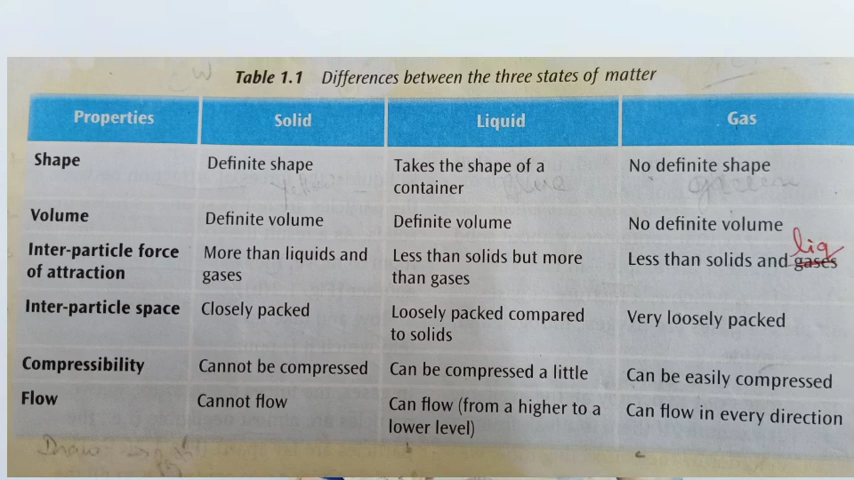 Table 1.1 Differences between the three states of matter
Properties Solid Liquid Gas
Shape Definite shape Takes the shape of a container No definite shape
Volume Definite volume Definite volume No definite volume
liq
Inter-particle force of attraction More than liquids and gases Less than solids but more than gases Less than solids and gases
Inter-particle space Closely packed Loosely packed compared to solids Very loosely packed
Compressibility Cannot be compressed Can be compressed a little Can be easily compressed
Flow Cannot flow Can flow (from a higher to a lower level) Can flow in every direction